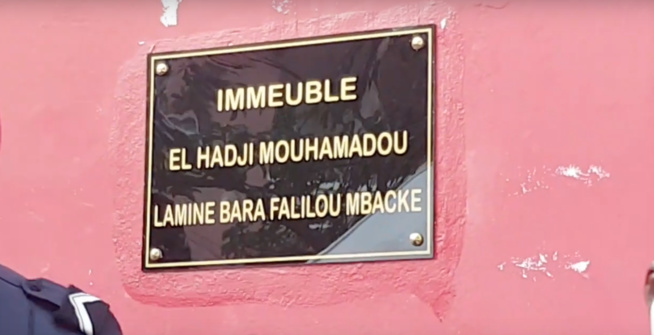 IMMEUBLE
EL HADJI MOUHAMADOU
LAMINE BARA FALILOU MBACKE